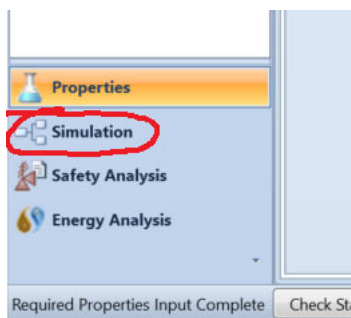 Properties
Simulation
Safety Analysis
Energy Analysis
Required Properties Input Complete
Check Sta